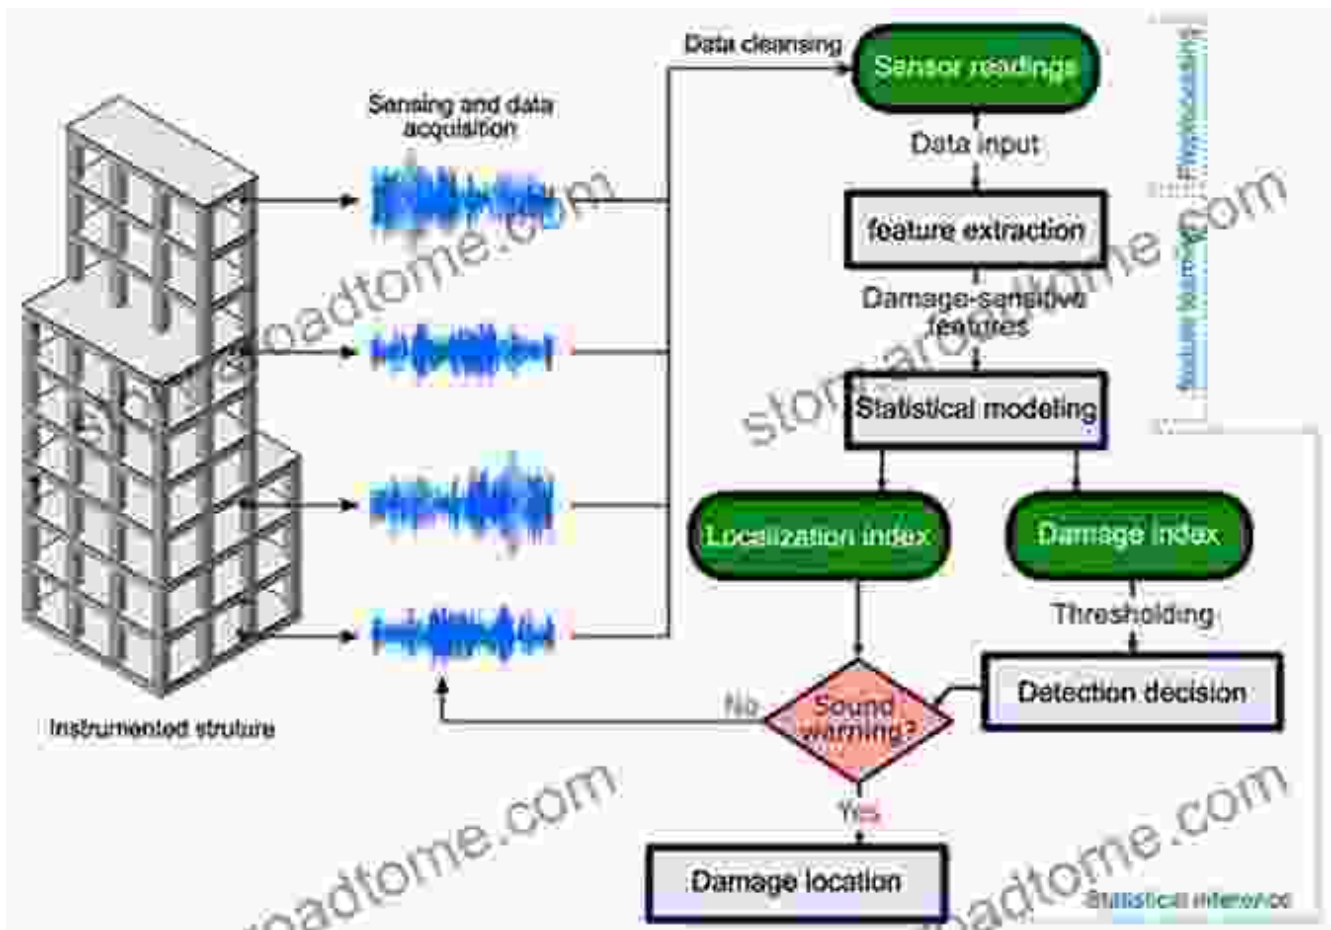 Data cleansing
Sensor readings
Sensing and data
acquisition
Data input
feature extraction
Damage-sensitive
features
Statistical modeling
Localization index
Damage index
Thresholding
Detection decision
No
Sound
warning?
Yes
Instrumented struture
Damage location
Statistical inference